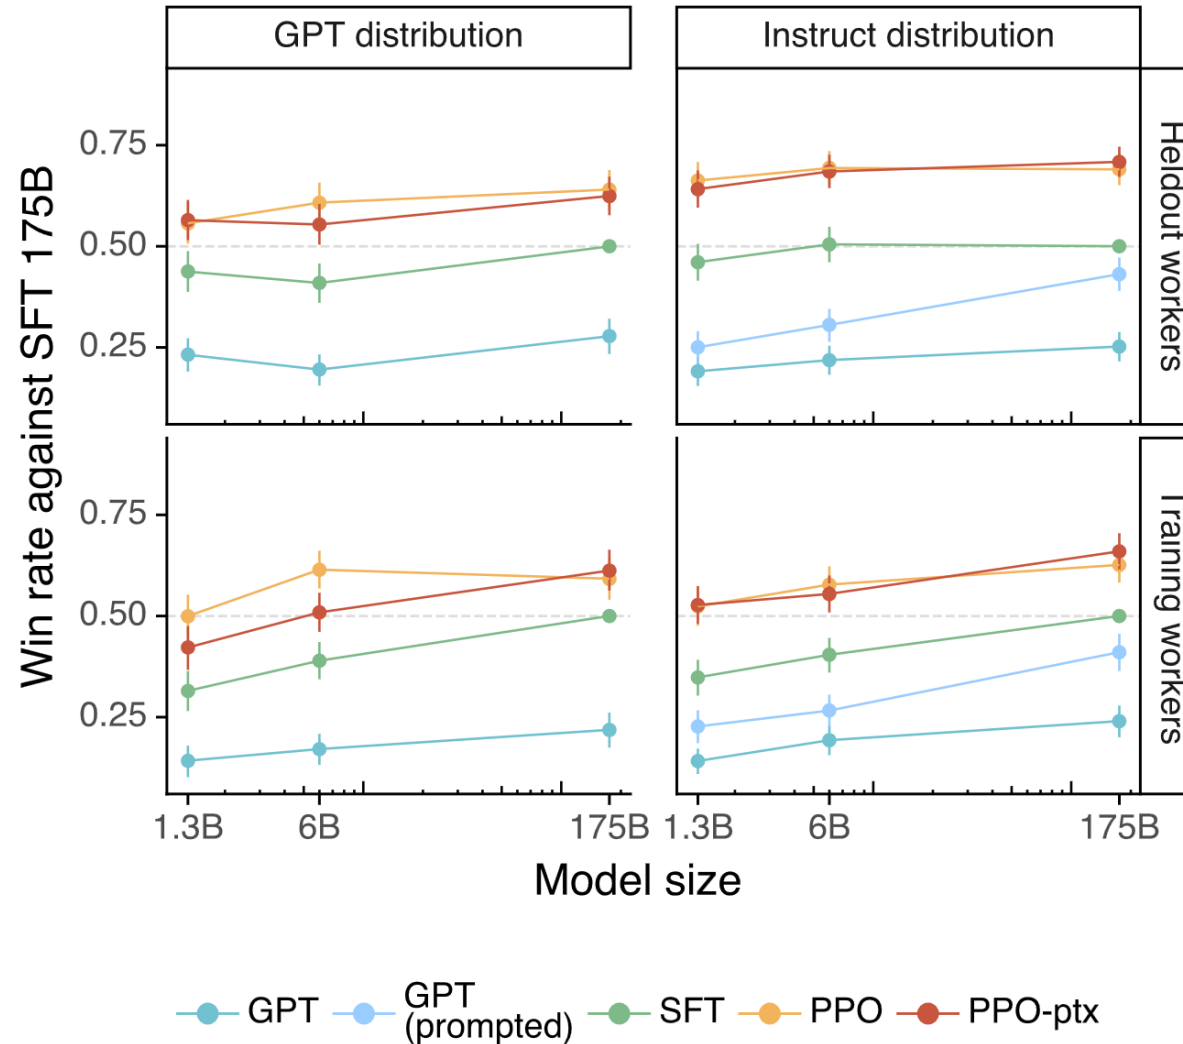 GPT distribution
Instruct distribution
Heldout workers
Training workers
Win rate against SFT 175B
0.75
0.50
0.25
0.75
0.50
0.25
1.3B 6B 175B
1.3B 6B 175B
Model size
GPT
GPT
(prompted)
SFT
PPO
PPO-ptx